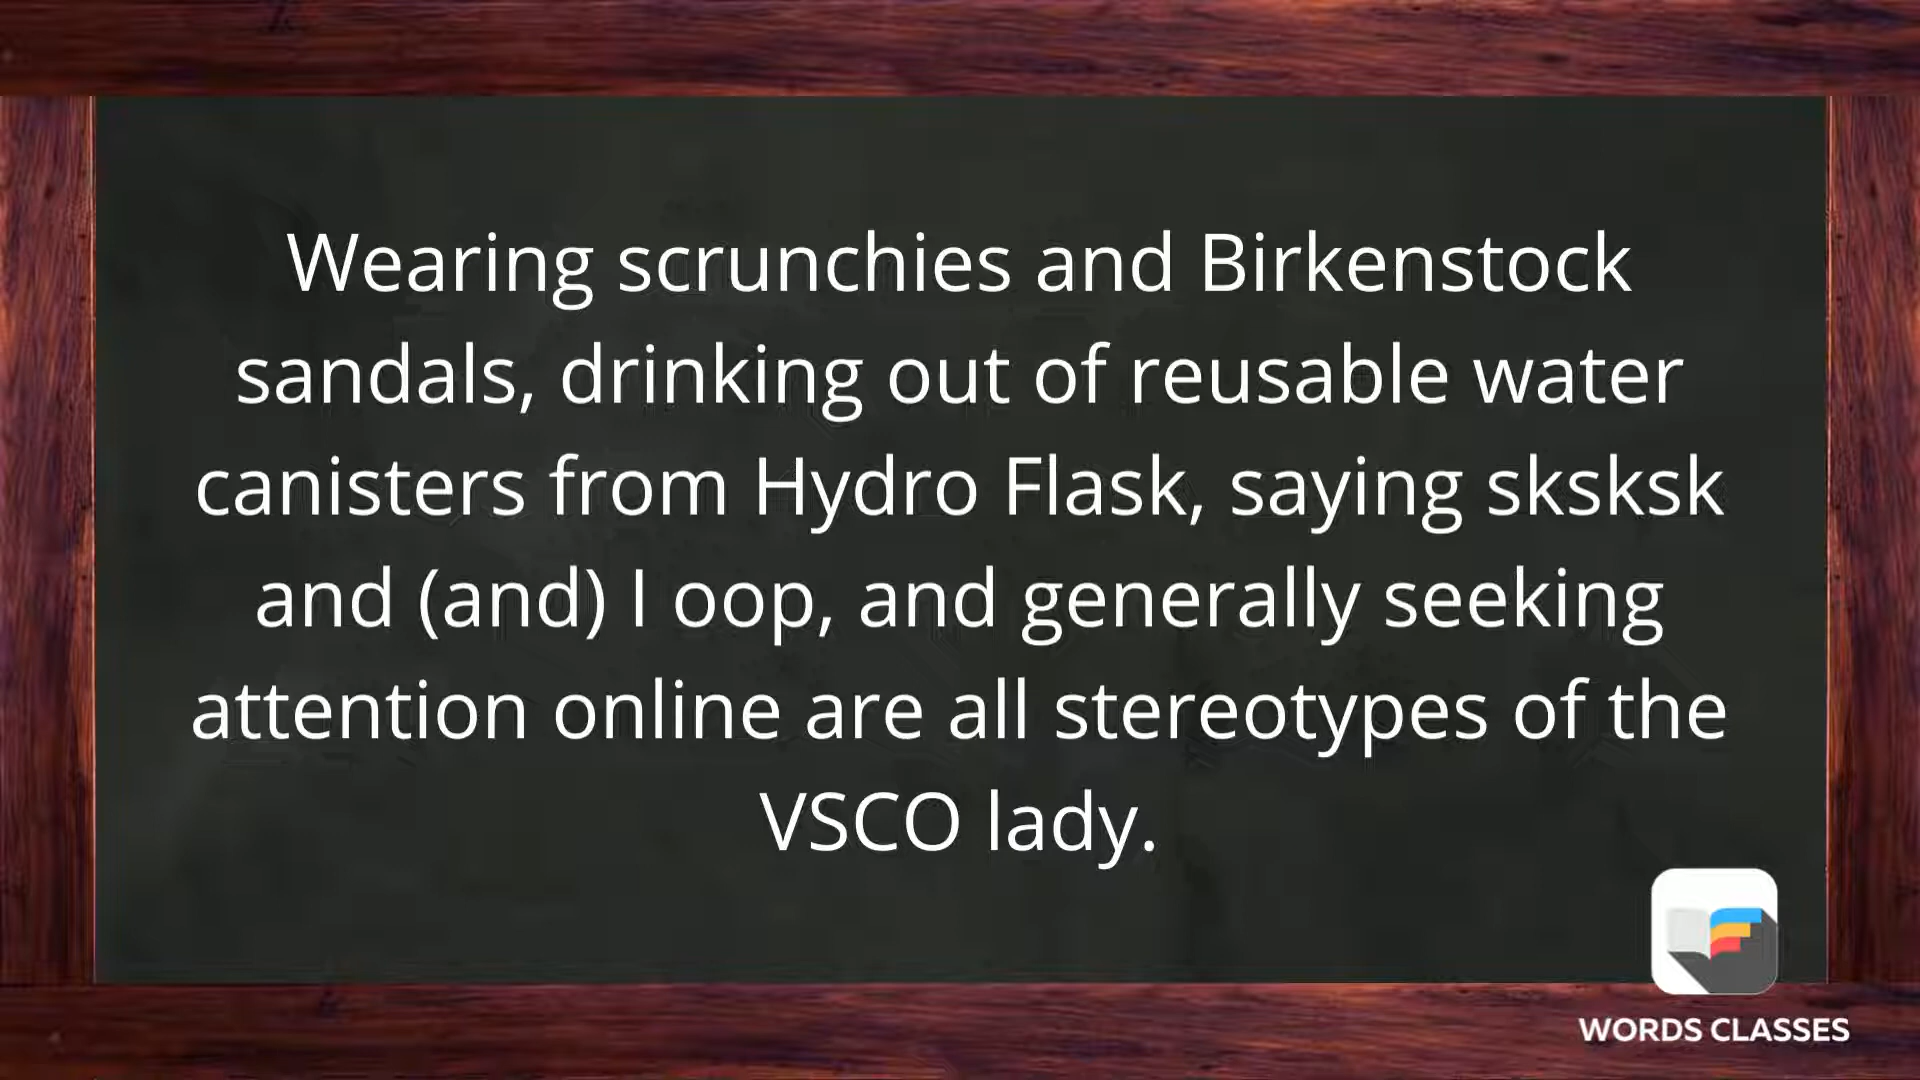 Wearing scrunchies and Birkenstock
sandals, drinking out of reusable water
canisters from Hydro Flask, saying sksksk
and (and) I oop, and generally seeking
attention online are all stereotypes of the
VSCO lady.
WORDS CLASSES